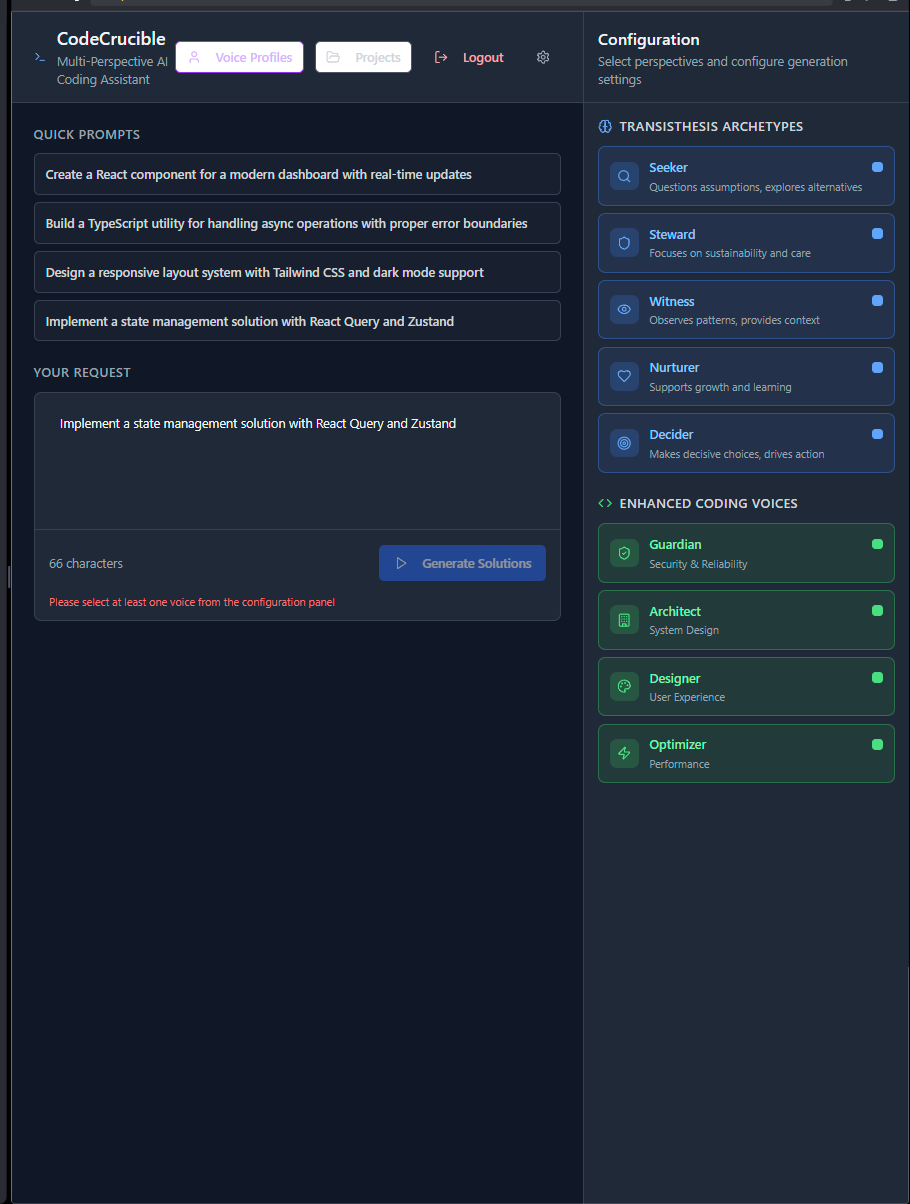 CodeCrucible
Multi-Perspective AI
Coding Assistant
Voice Profiles
Projects
Logout
QUICK PROMPTS
Create a React component for a modern dashboard with real-time updates
Build a TypeScript utility for handling async operations with proper error boundaries
Design a responsive layout system with Tailwind CSS and dark mode support
Implement a state management solution with React Query and Zustand
YOUR REQUEST
Implement a state management solution with React Query and Zustand
66 characters
Generate Solutions
Please select at least one voice from the configuration panel
Configuration
Select perspectives and configure generation
settings
TRANSISTHESIS ARCHETYPES
Seeker
Questions assumptions, explores alternatives
Steward
Focuses on sustainability and care
Witness
Observes patterns, provides context
Nurturer
Supports growth and learning
Decider
Makes decisive choices, drives action
ENHANCED CODING VOICES
Guardian
Security & Reliability
Architect
System Design
Designer
User Experience
Optimizer
Performance